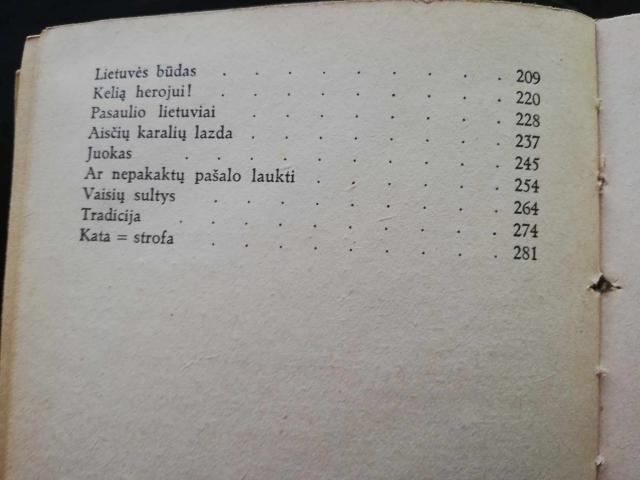 Lietuvės būdas . . . . . . . . . 209
Kelią herojui! . . . . . . . . . 220
Pasaulio lietuviai . . . . . . . . 228
Aisčių karalių lazda . . . . . . . . 237
Juokas . . . . . . . . . . 245
Ar nepakaktų pašalo laukti . . . . . . 254
Vaisių sultys . . . . . . . . . 264
Tradicija . . . . . . . . . . 274
Kata = strofa . . . . . . . . . 281